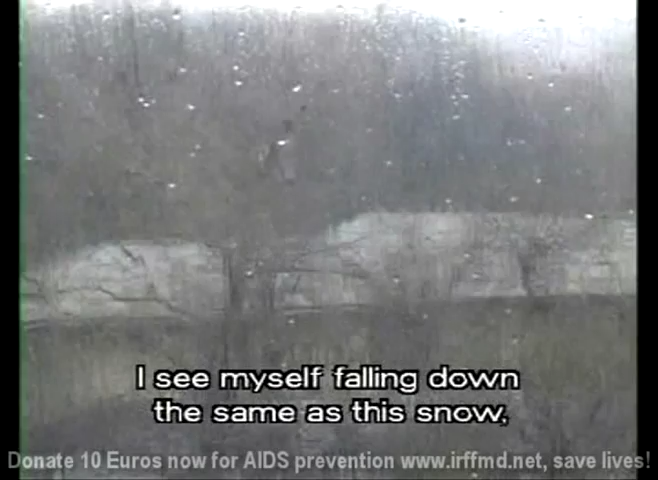 I see myself falling down
the same as this snow,
Donate 10 Euros now for AIDS prevention www.irffmd.net, save lives!